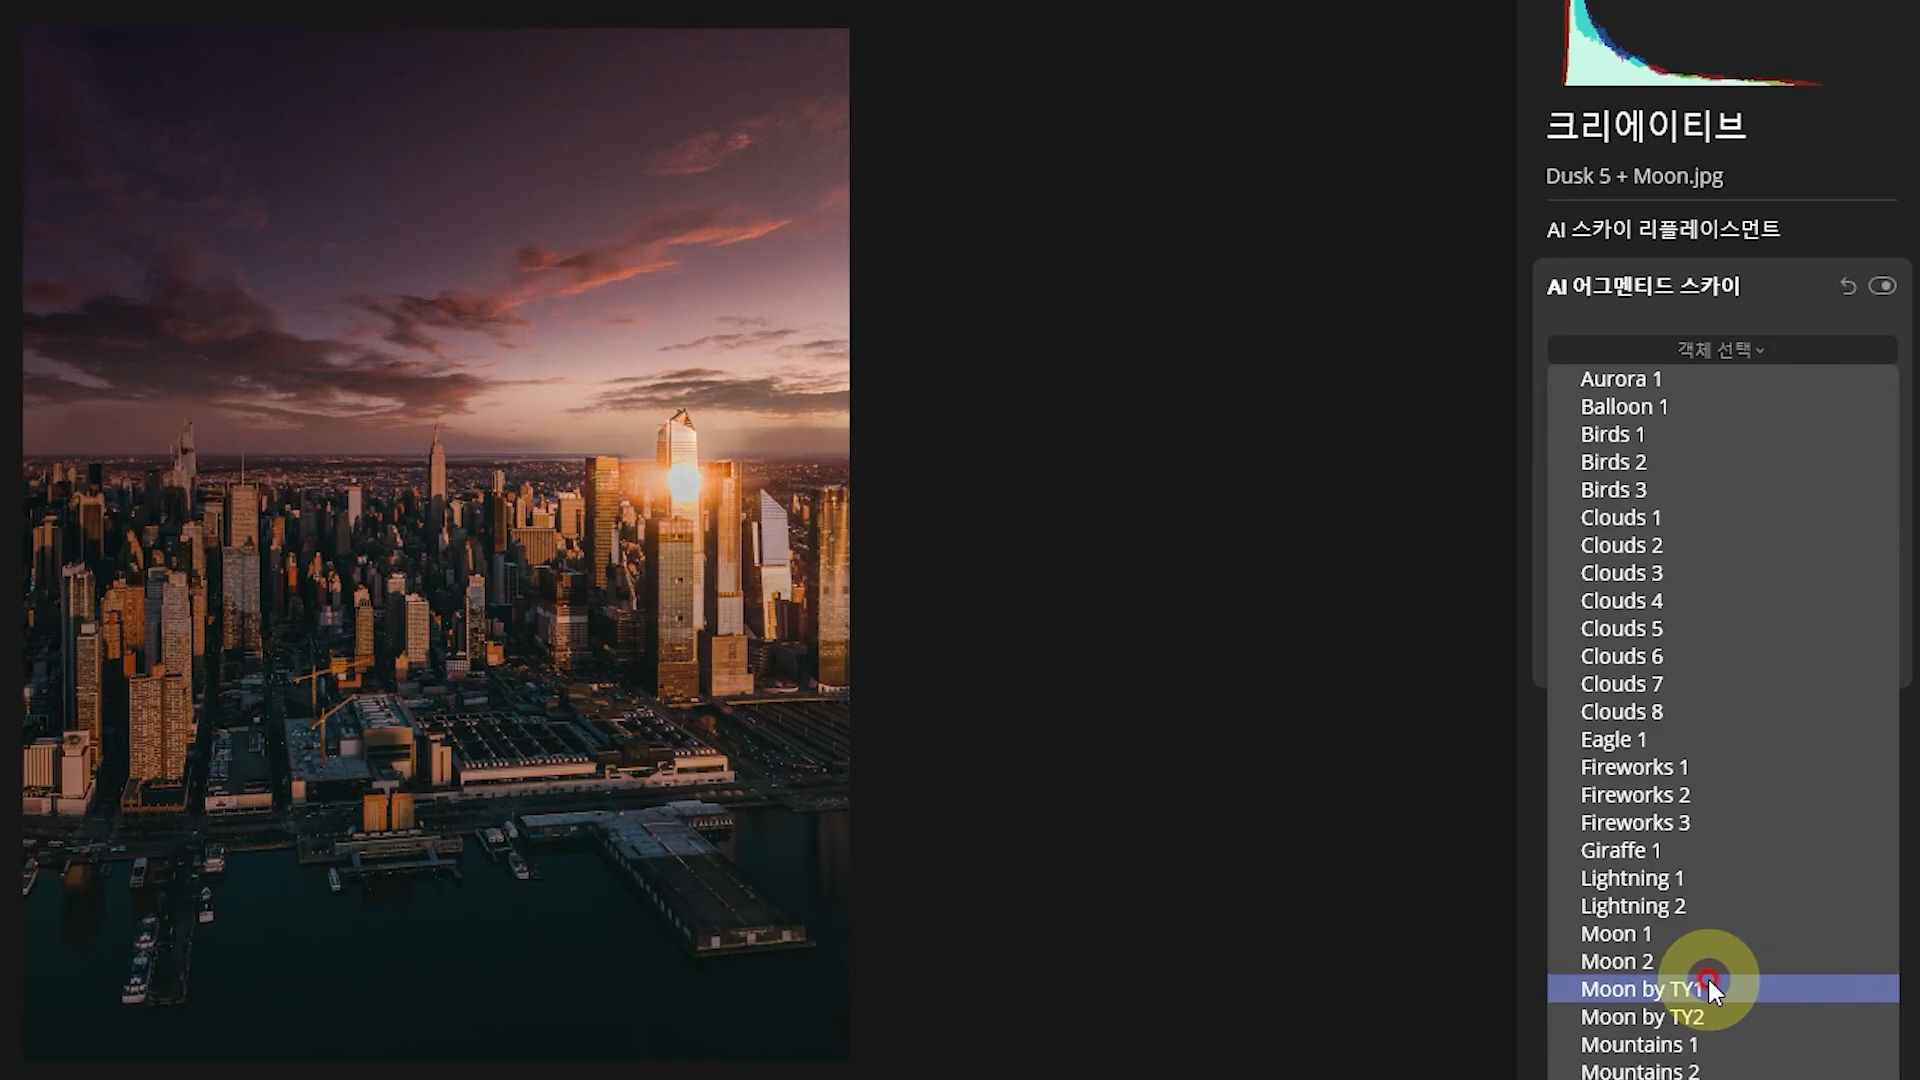 크리에이티브
Dusk 5 + Moon.jpg
AI 스카이 리플레이스먼트
AI 어그멘티드 스카이
객체 선택
Aurora 1
Balloon 1
Birds 1
Birds 2
Birds 3
Clouds 1
Clouds 2
Clouds 3
Clouds 4
Clouds 5
Clouds 6
Clouds 7
Clouds 8
Eagle 1
Fireworks 1
Fireworks 2
Fireworks 3
Giraffe 1
Lightning 1
Lightning 2
Moon 1
Moon 2
Moon by TY1
Moon by TY2
Mountains 1
Mountains 2